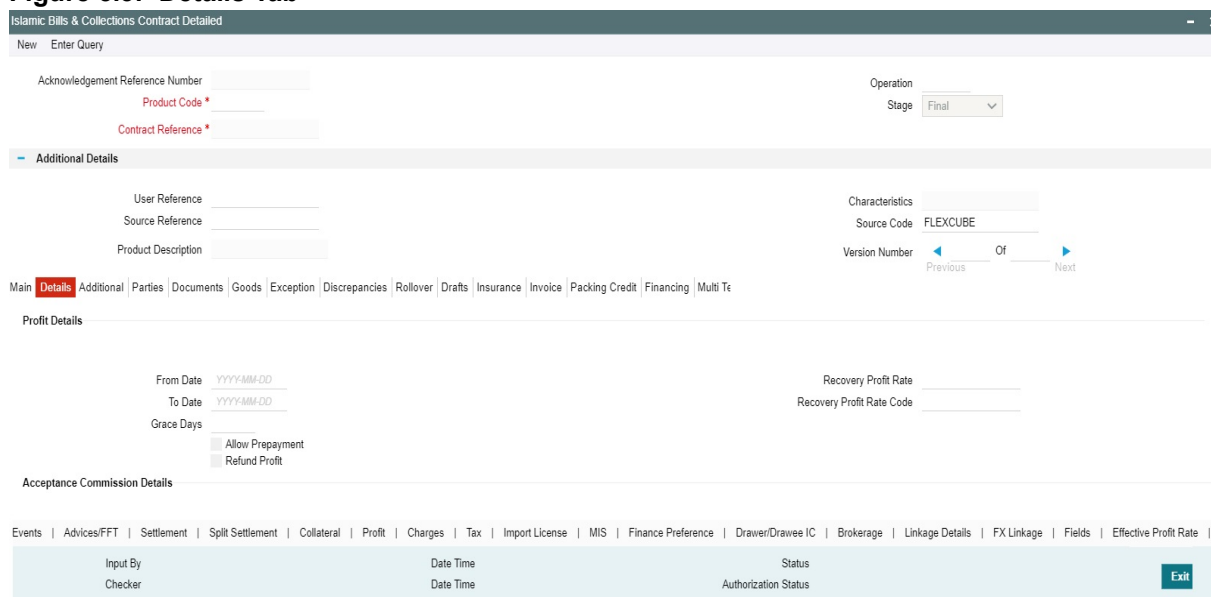 Islamic Bills & Collections Contract Detailed
New Enter Query
Acknowledgement Reference Number
Operation
Product Code *
Stage Final
Contract Reference *
Additional Details
User Reference
Characteristics
Source Reference
Source Code FLEXCUBE
Product Description
Version Number Of
Previous Next
Main Details Additional Parties Documents Goods Exception Discrepancies Rollover Drafts Insurance Invoice Packing Credit Financing Multi Te
Profit Details
From Date YYYY-MM-DD
Recovery Profit Rate
To Date YYYY-MM-DD
Recovery Profit Rate Code
Grace Days
Allow Prepayment
Refund Profit
Acceptance Commission Details
Events | Advices/FFT | Settlement | Split Settlement | Collateral | Profit | Charges | Tax | Import License | MIS | Finance Preference | Drawer/Drawee IC | Brokerage | Linkage Details | FX Linkage | Fields | Effective Profit Rate |
Input By Date Time Status
Checker Date Time Authorization Status
Exit